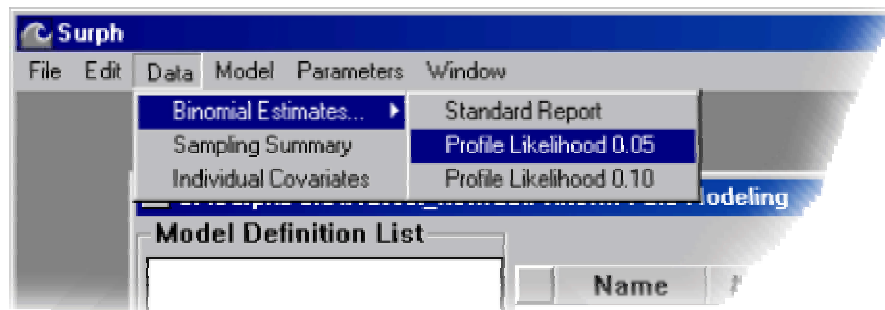 Surph
File Edit Data Model Parameters Window
Binomial Estimates... Standard Report
Sampling Summary Profile Likelihood 0.05
Individual Covariates Profile Likelihood 0.10
Modeling
Model Definition List
Name